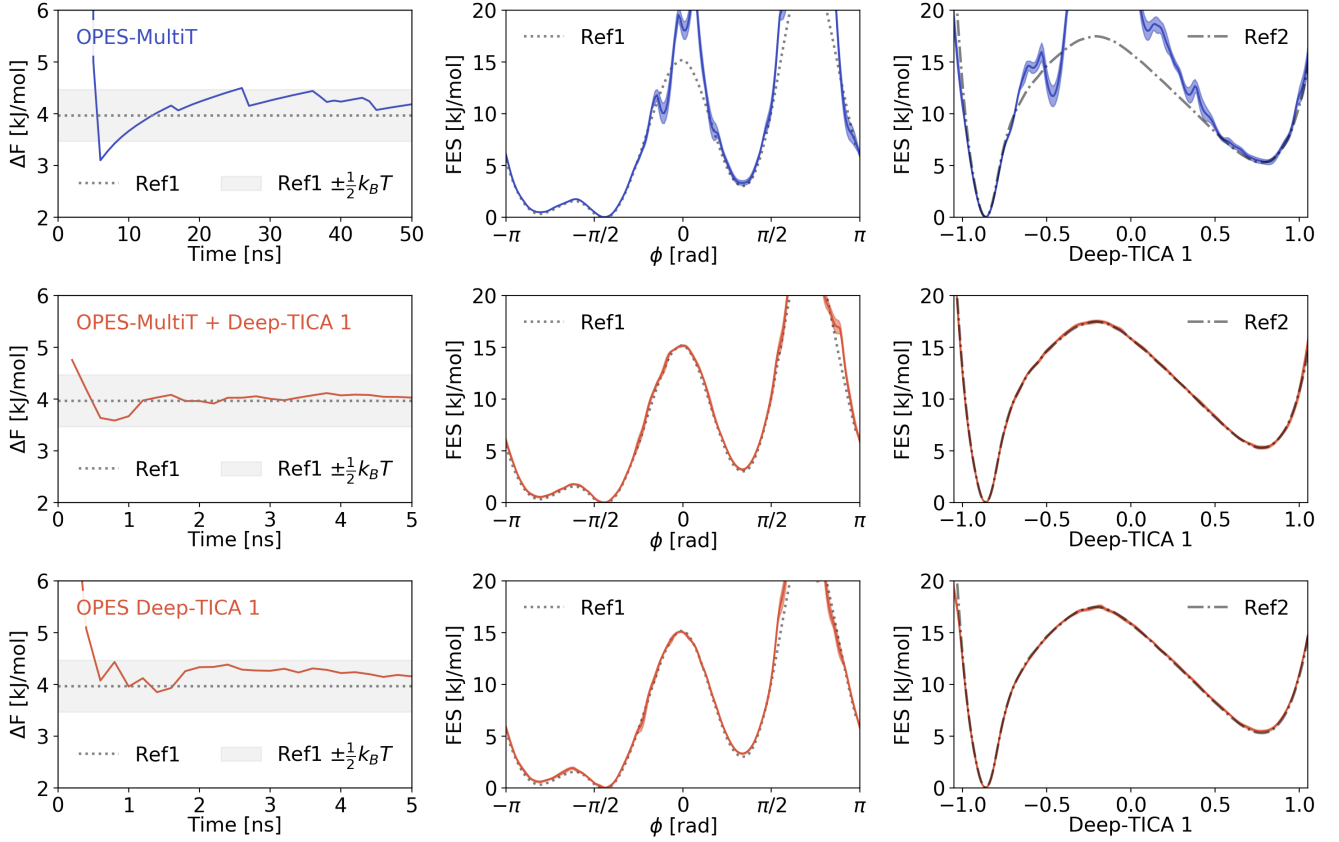 OPES-MultiT
Ref1
Ref1 ±½k_BT
ΔF [kJ/mol]
6
5
4
3
2
0 10 20 30 40 50
Time [ns]
Ref1
FES [kJ/mol]
20
15
10
5
0
−π −π/2 0 π/2 π
ϕ [rad]
Ref2
FES [kJ/mol]
20
15
10
5
0
−1.0 −0.5 0.0 0.5 1.0
Deep-TICA 1
OPES-MultiT + Deep-TICA 1
Ref1
Ref1 ±½k_BT
ΔF [kJ/mol]
6
5
4
3
2
0 1 2 3 4 5
Time [ns]
Ref1
FES [kJ/mol]
20
15
10
5
0
−π −π/2 0 π/2 π
ϕ [rad]
Ref2
FES [kJ/mol]
20
15
10
5
0
−1.0 −0.5 0.0 0.5 1.0
Deep-TICA 1
OPES Deep-TICA 1
Ref1
Ref1 ±½k_BT
ΔF [kJ/mol]
6
5
4
3
2
0 1 2 3 4 5
Time [ns]
Ref1
FES [kJ/mol]
20
15
10
5
0
−π −π/2 0 π/2 π
ϕ [rad]
Ref2
FES [kJ/mol]
20
15
10
5
0
−1.0 −0.5 0.0 0.5 1.0
Deep-TICA 1